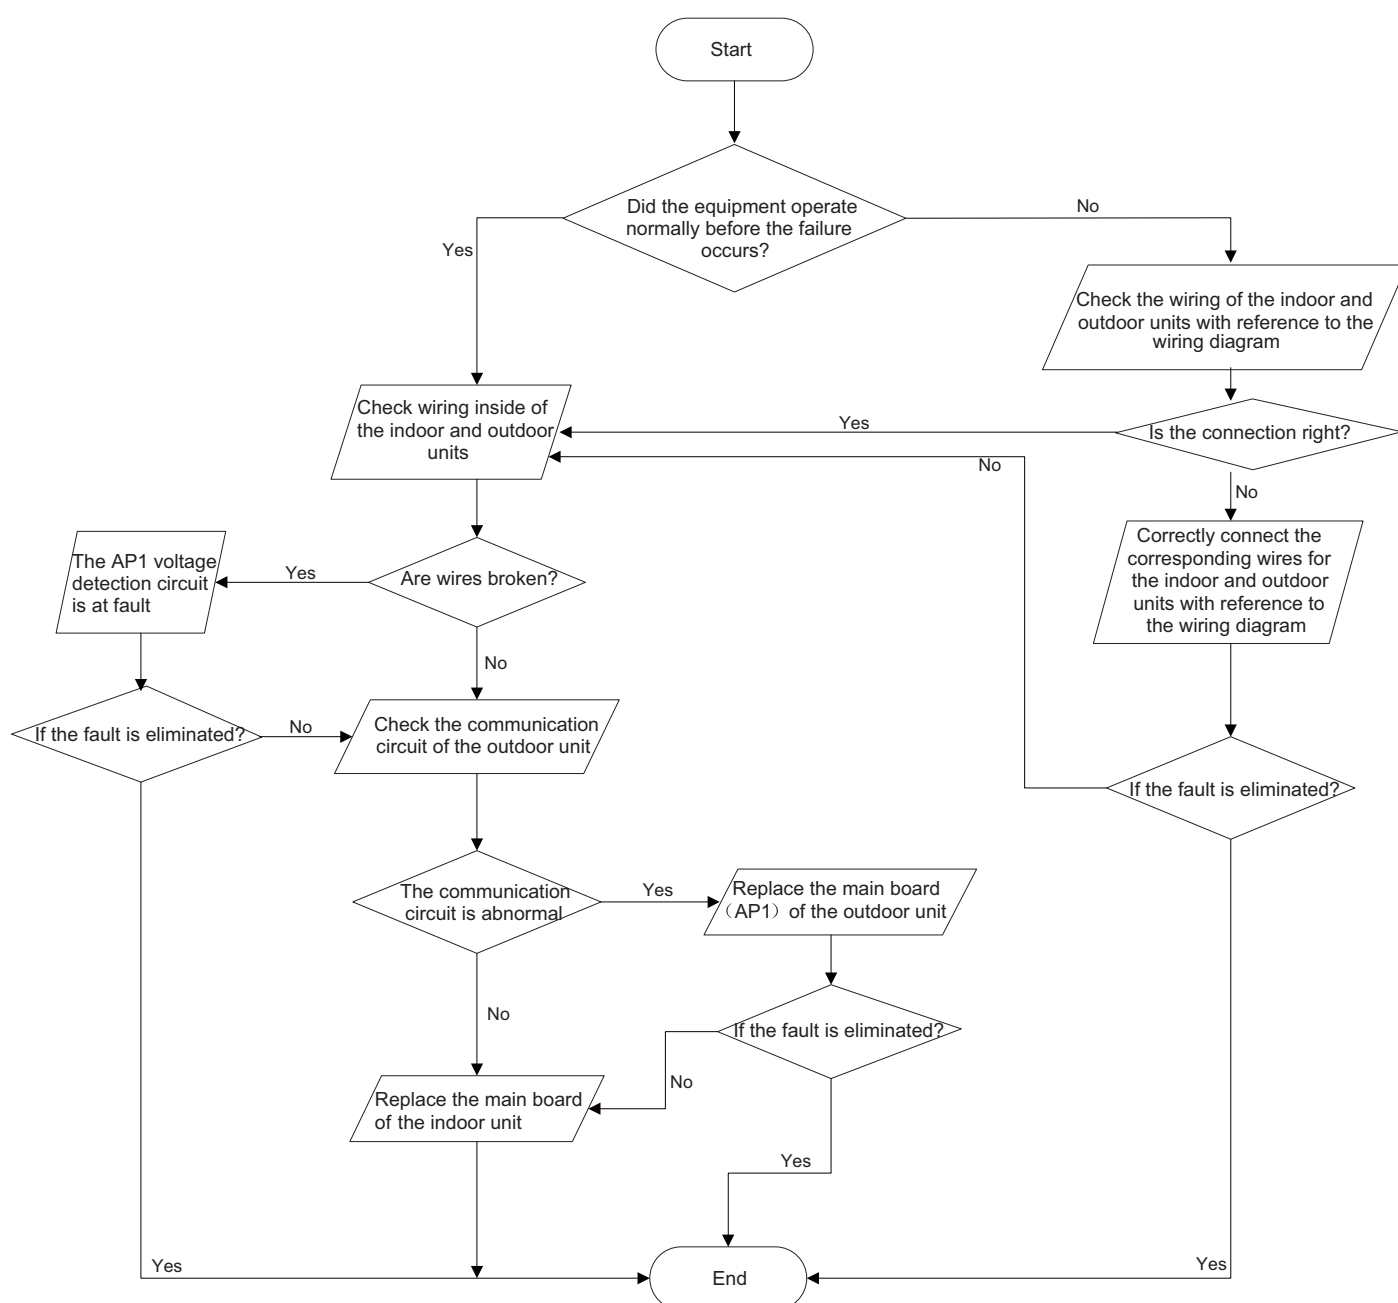 Start
Did the equipment operate
normally before the failure
occurs?
No
Yes
Check the wiring of the indoor and
outdoor units with reference to the
wiring diagram
Check wiring inside of
the indoor and outdoor
units
Yes
Is the connection right?
No
No
Correctly connect the
corresponding wires for
the indoor and outdoor
units with reference to
the wiring diagram
The AP1 voltage
detection circuit
is at fault
Yes
Are wires broken?
No
If the fault is eliminated?
No
Check the communication
circuit of the outdoor unit
If the fault is eliminated?
The communication
circuit is abnormal
Yes
Replace the main board
（AP1）of the outdoor unit
No
If the fault is eliminated?
No
Replace the main board
of the indoor unit
Yes
Yes
End
Yes